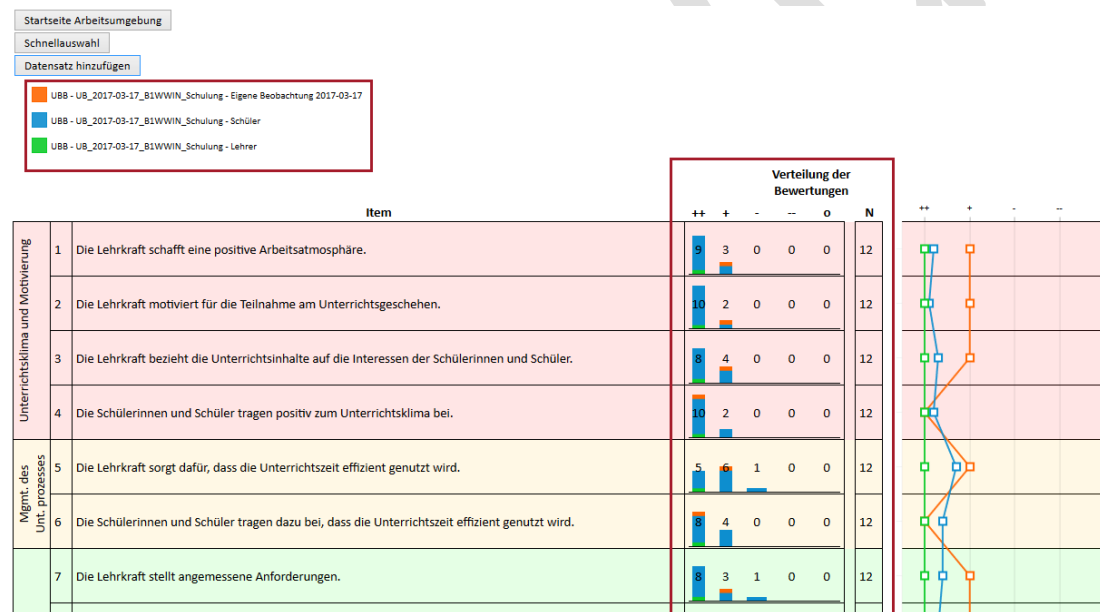 Startseite Arbeitsumgebung
Schnellauswahl
Datensatz hinzufügen
UBB - UB_2017-03-17_B1WWIN_Schulung - Eigene Beobachtung 2017-03-17
UBB - UB_2017-03-17_B1WWIN_Schulung - Schüler
UBB - UB_2017-03-17_B1WWIN_Schulung - Lehrer
Verteilung der
Bewertungen
Item ++ + - -- o N ++ + - --
Unterrichtsklima und Motivierung
1 Die Lehrkraft schafft eine positive Arbeitsatmosphäre. 9 3 0 0 0 12
2 Die Lehrkraft motiviert für die Teilnahme am Unterrichtsgeschehen. 10 2 0 0 0 12
3 Die Lehrkraft bezieht die Unterrichtsinhalte auf die Interessen der Schülerinnen und Schüler. 8 4 0 0 0 12
4 Die Schülerinnen und Schüler tragen positiv zum Unterrichtsklima bei. 10 2 0 0 0 12
Mgmt. des
Unt. prozesses
5 Die Lehrkraft sorgt dafür, dass die Unterrichtszeit effizient genutzt wird. 5 6 1 0 0 12
6 Die Schülerinnen und Schüler tragen dazu bei, dass die Unterrichtszeit effizient genutzt wird. 8 4 0 0 0 12
7 Die Lehrkraft stellt angemessene Anforderungen. 8 3 1 0 0 12